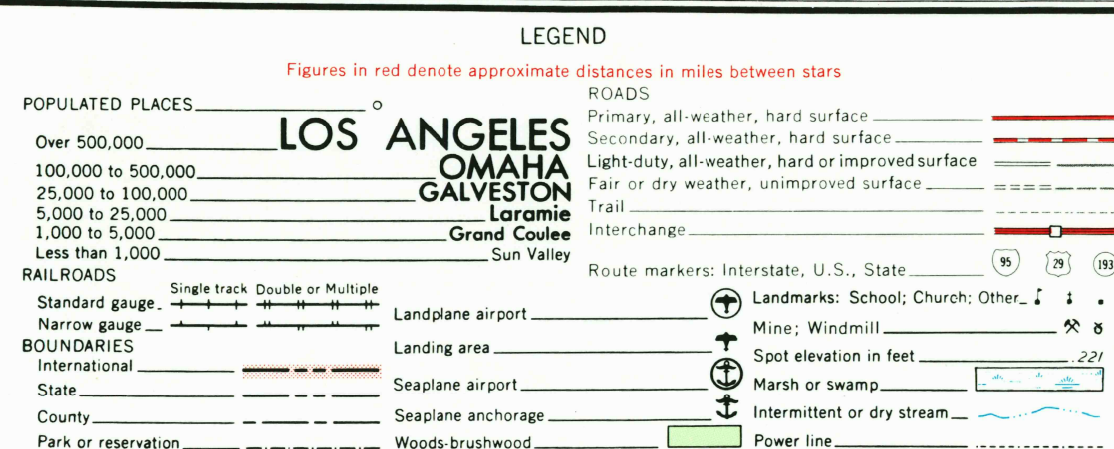 LEGEND
Figures in red denote approximate distances in miles between stars
POPULATED PLACES
Over 500,000 LOS ANGELES
100,000 to 500,000 OMAHA
25,000 to 100,000 GALVESTON
5,000 to 25,000 Laramie
1,000 to 5,000 Grand Coulee
Less than 1,000 Sun Valley
RAILROADS
Single track Double or Multiple
Standard gauge
Narrow gauge
BOUNDARIES
International
State
County
Park or reservation
Landplane airport
Landing area
Seaplane airport
Seaplane anchorage
Woods-brushwood
ROADS
Primary, all-weather, hard surface
Secondary, all-weather, hard surface
Light-duty, all-weather, hard or improved surface
Fair or dry weather, unimproved surface
Trail
Interchange
Route markers: Interstate, U.S., State 95 29 193
Landmarks: School; Church; Other
Mine; Windmill
Spot elevation in feet .221
Marsh or swamp
Intermittent or dry stream
Power line